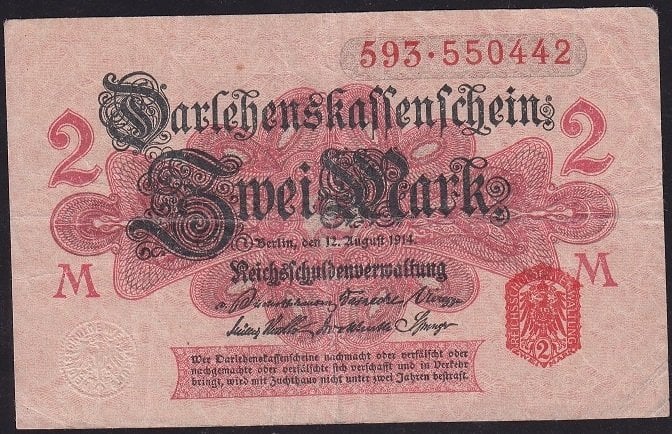 593·550442
Darlehenskassenschein.
2 2
Zwei Mark.
Berlin, den 12. August 1914.
M M
Reichsschuldenverwaltung
REICHSSCHULDENVERWALTUNG
2
Wer Darlehenskassenscheine nachmacht oder verfälscht oder
nachgemachte oder verfälschte sich verschafft und in Verkehr
bringt, wird mit Zuchthaus nicht unter zwei Jahren bestraft.